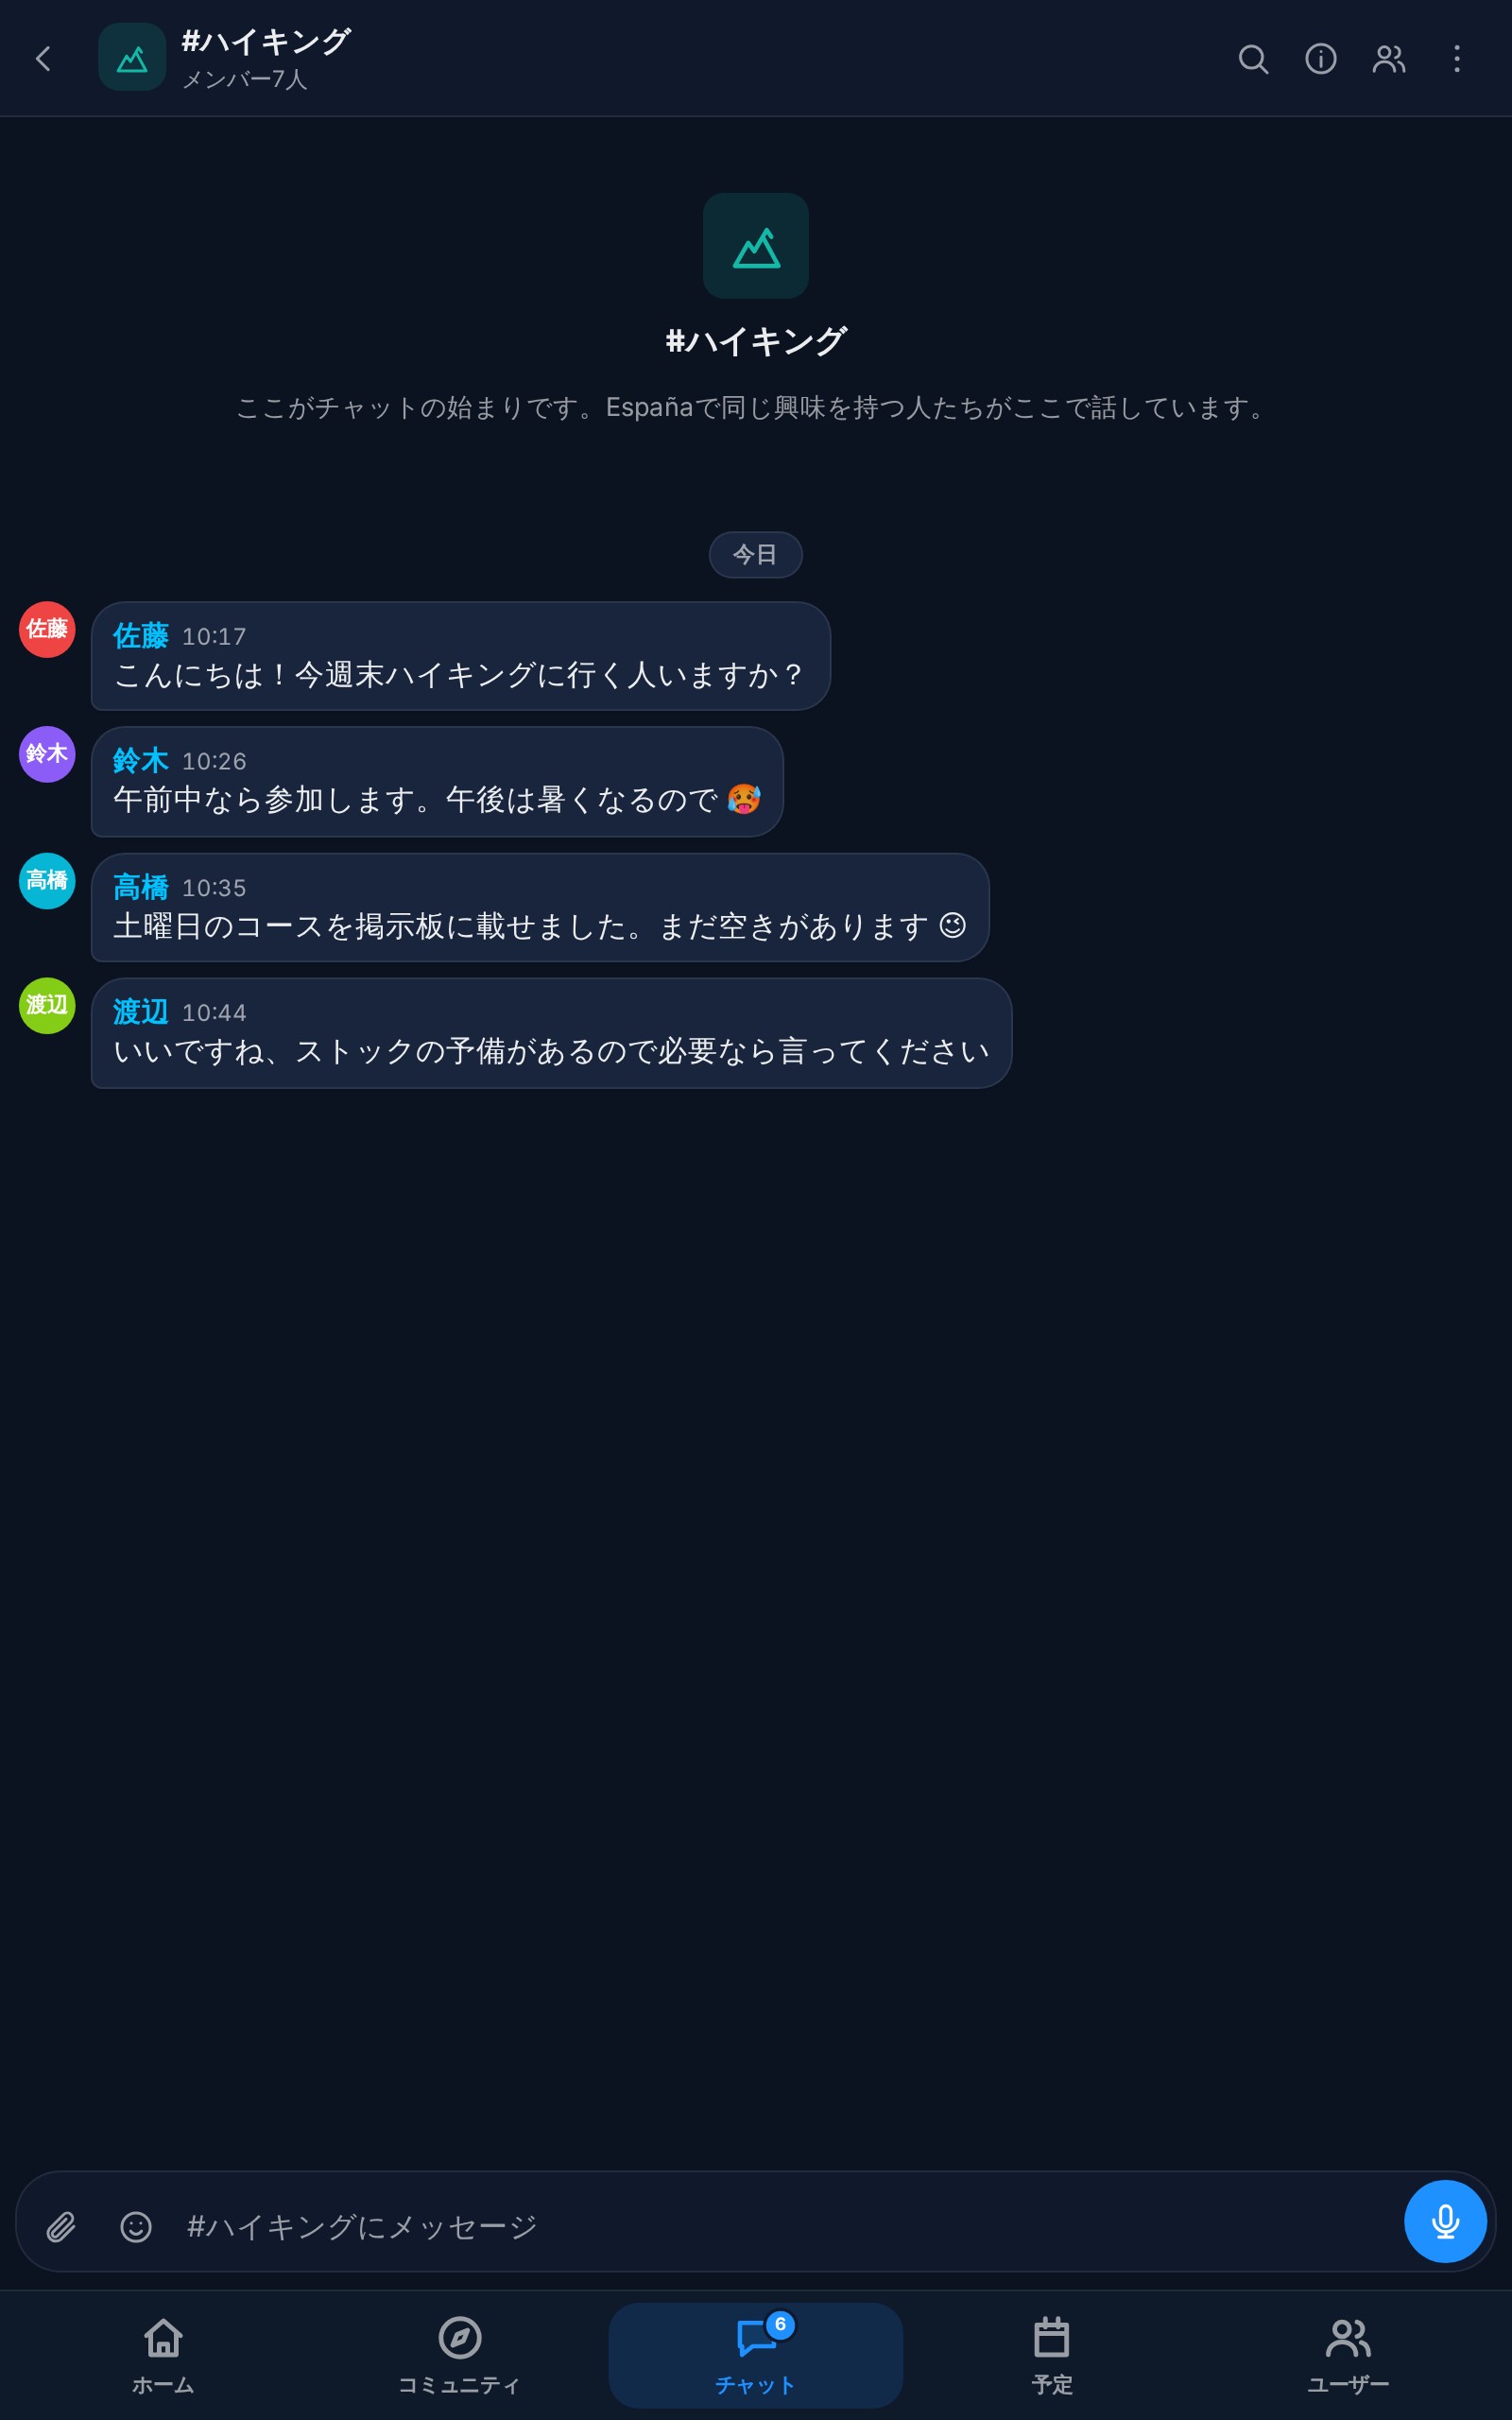 #ハイキング
メンバー7人
#ハイキング
ここがチャットの始まりです。Españaで同じ興味を持つ人たちがここで話しています。
今日
佐藤
佐藤 10:17
こんにちは！今週末ハイキングに行く人いますか？
鈴木
鈴木 10:26
午前中なら参加します。午後は暑くなるので 🥵
高橋
高橋 10:35
土曜日のコースを掲示板に載せました。まだ空きがあります 😉
渡辺
渡辺 10:44
いいですね、ストックの予備があるので必要なら言ってください
#ハイキングにメッセージ
6
ホーム
コミュニティ
チャット
予定
ユーザー